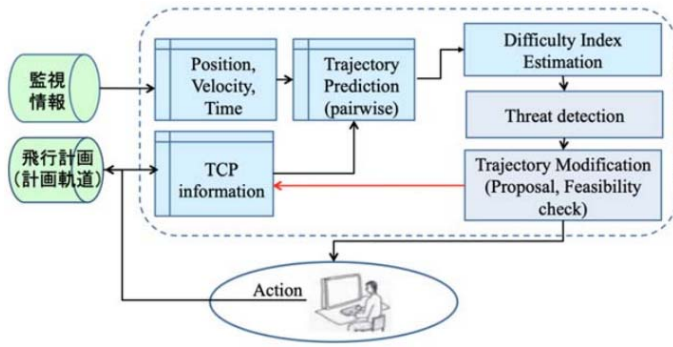 監視
情報
Position,
Velocity,
Time
Trajectory
Prediction
(pairwise)
Difficulty Index
Estimation
Threat detection
飛行計画
(計画軌道)
TCP
information
Trajectory Modification
(Proposal, Feasibility
check)
Action